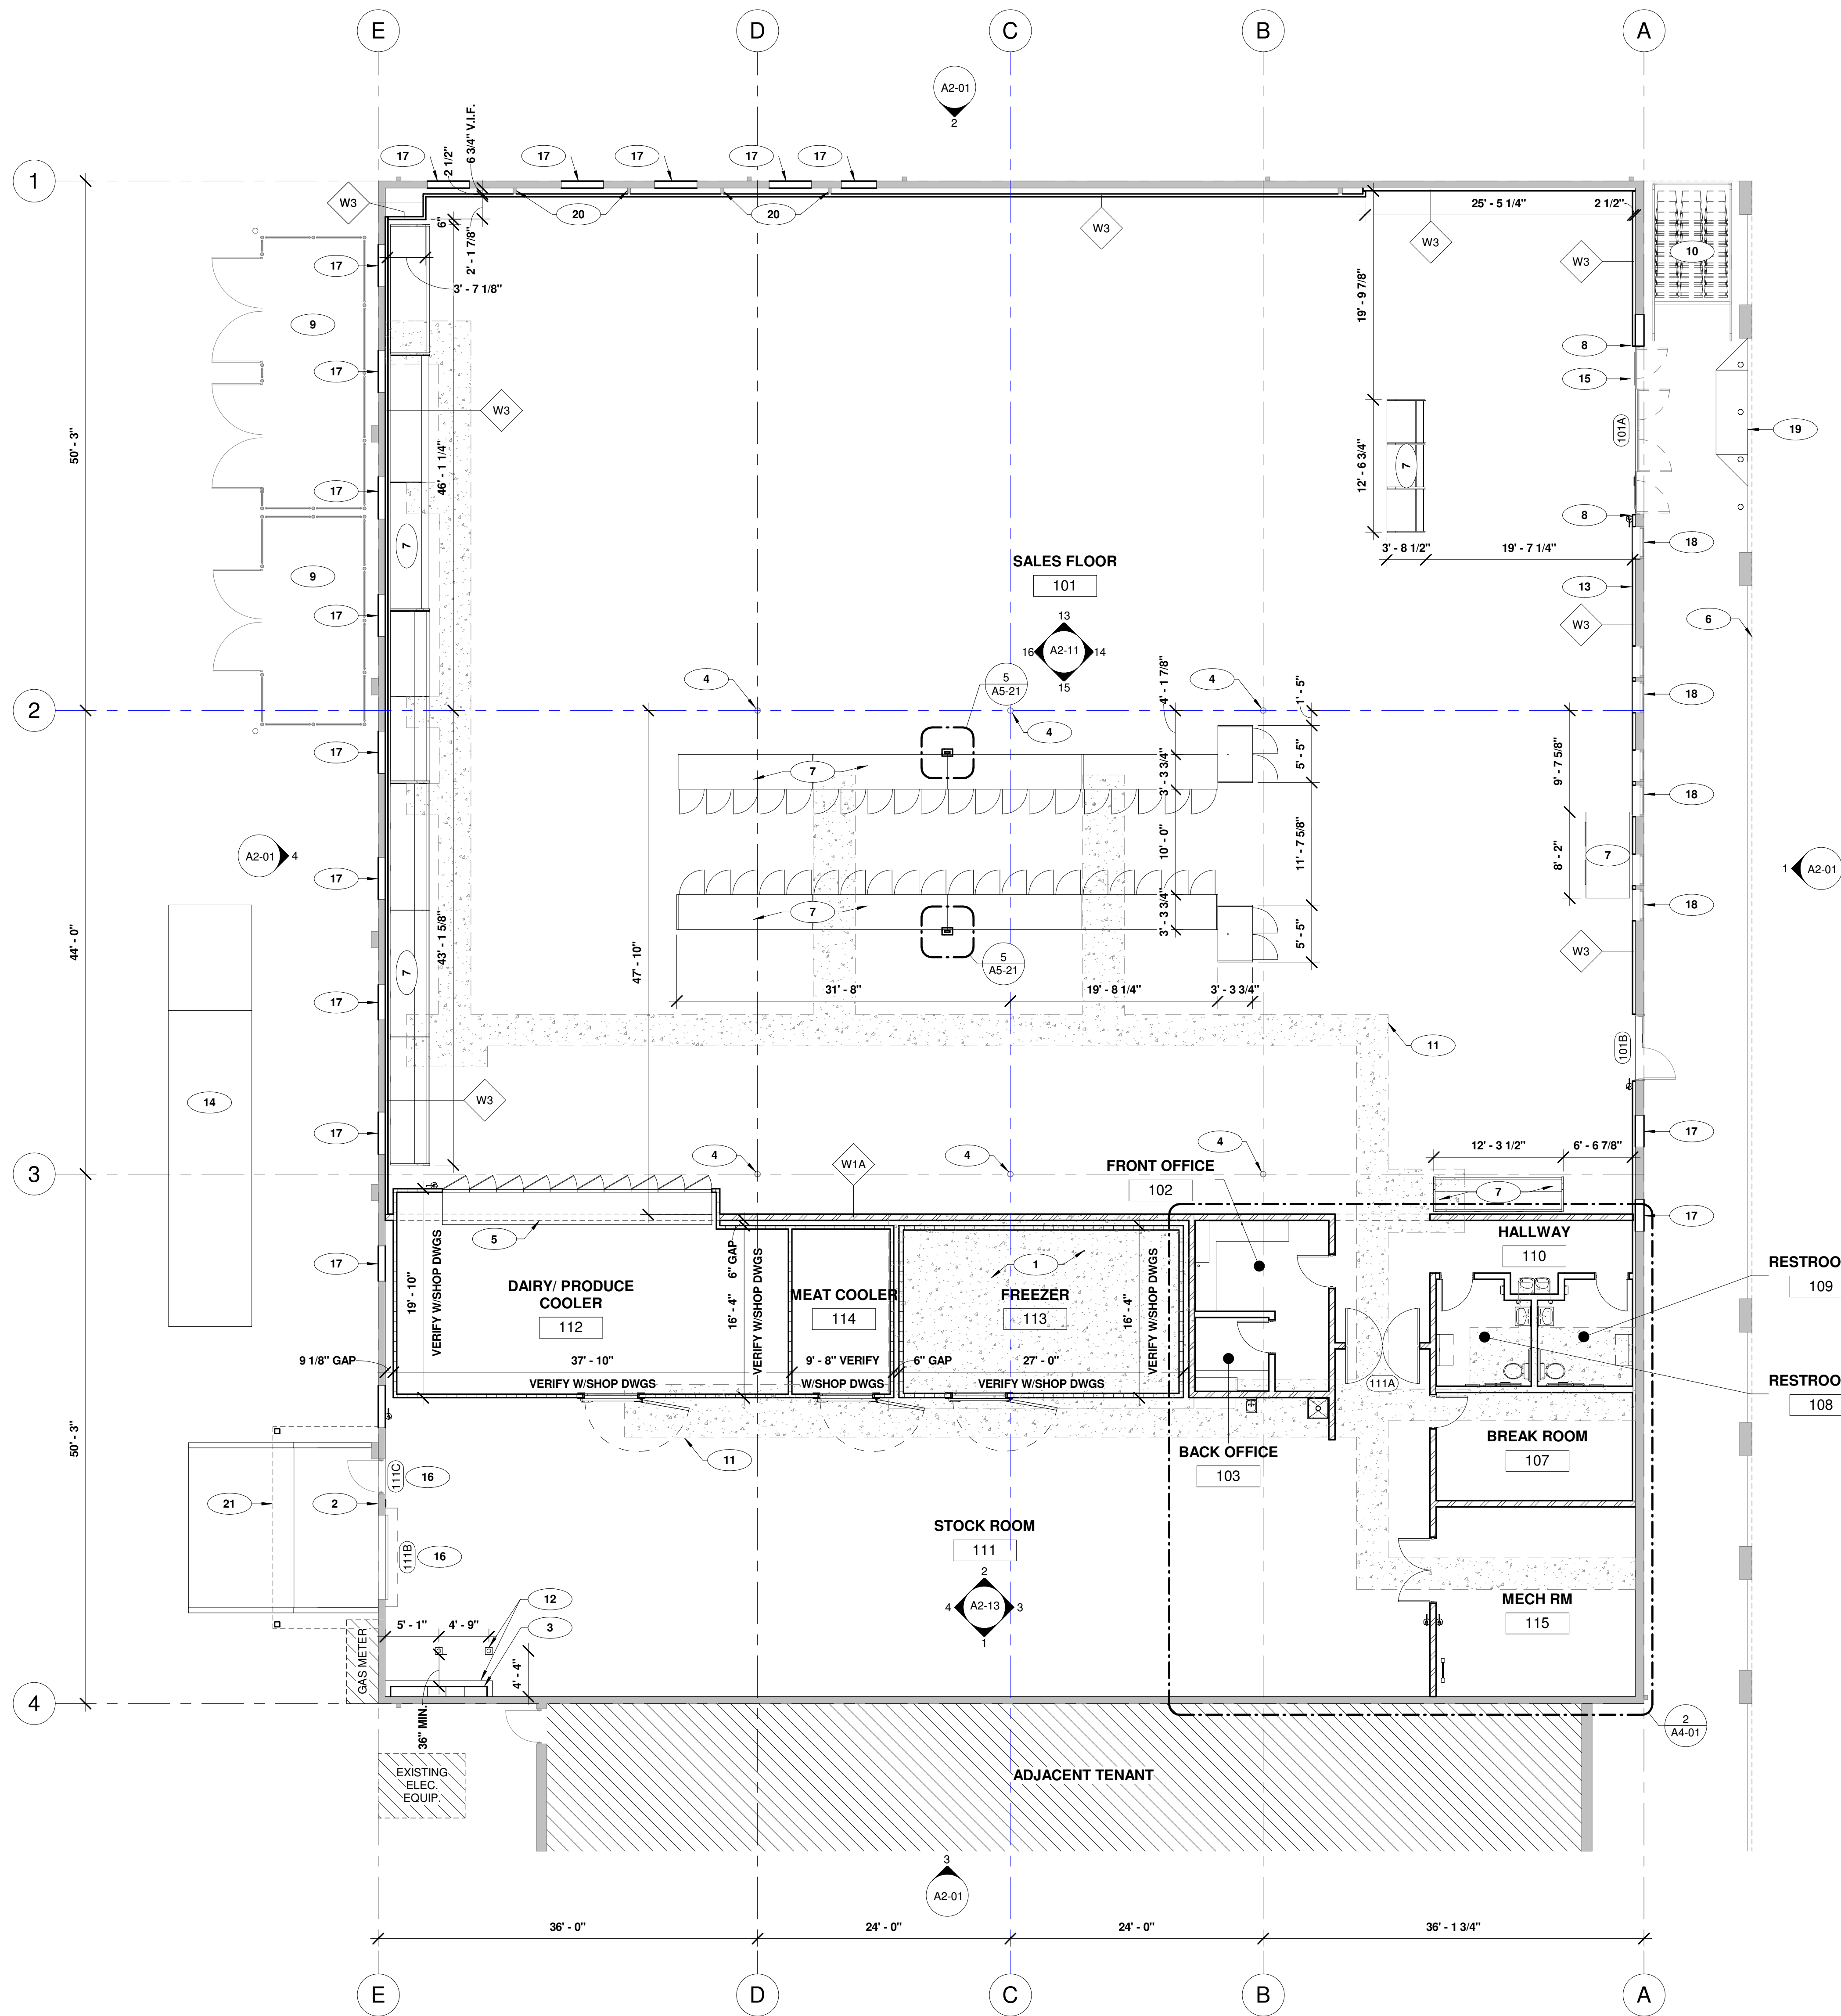 E
D
C
B
A
A2-01
2
17
17
17
17
17
2 1/2"
6 3/4" V.I.F.
1
W3
20
20
W3
W3
25' - 5 1/4"
2 1/2"
W3
10
6"
2' - 1 7/8"
3' - 7 1/8"
17
9
17
W3
19' - 9 7/8"
8
15
101A
19
50' - 3"
46' - 1 1/4"
12' - 6 3/4"
7
17
7
8
18
3' - 8 1/2"
19' - 7 1/4"
SALES FLOOR
101
9
17
13
W3
6
13
16
A2-11
14
15
4
5
A5-21
4' - 1 7/8"
4
1' - 5"
18
2
4
17
7
3' - 3 3/4"
5' - 5"
9' - 7 5/8"
18
A2-01
4
17
10' - 0"
11' - 7 5/8"
8' - 2"
7
1
A2-01
7
3' - 3 3/4"
5' - 5"
18
44' - 0"
43' - 1 5/8"
47' - 10"
5
A5-21
W3
7
17
31' - 8"
19' - 8 1/4"
3' - 3 3/4"
11
101B
14
W3
17
17
3
4
W1A
4
4
12' - 3 1/2"
6' - 6 7/8"
FRONT OFFICE
102
7
17
17
5
HALLWAY
110
19' - 10"
VERIFY W/SHOP DWGS
6" GAP
16' - 4"
VERIFY W/SHOP DWGS
1
16' - 4"
VERIFY W/SHOP DWGS
RESTROO
109
DAIRY/ PRODUCE
COOLER
112
MEAT COOLER
114
FREEZER
113
9 1/8" GAP
37' - 10"
VERIFY W/SHOP DWGS
9' - 8" VERIFY
W/SHOP DWGS
6" GAP
27' - 0"
VERIFY W/SHOP DWGS
111A
RESTROO
108
50' - 3"
11
BACK OFFICE
103
BREAK ROOM
107
111C
16
21
2
STOCK ROOM
111
111B
16
2
4
A2-13
3
1
MECH RM
115
12
3
5' - 1"
4' - 9"
GAS METER
4' - 4"
36" MIN.
4
2
A4-01
EXISTING
ELEC.
EQUIP.
ADJACENT TENANT
3
A2-01
36' - 0"
24' - 0"
24' - 0"
36' - 1 3/4"
E
D
C
B
A